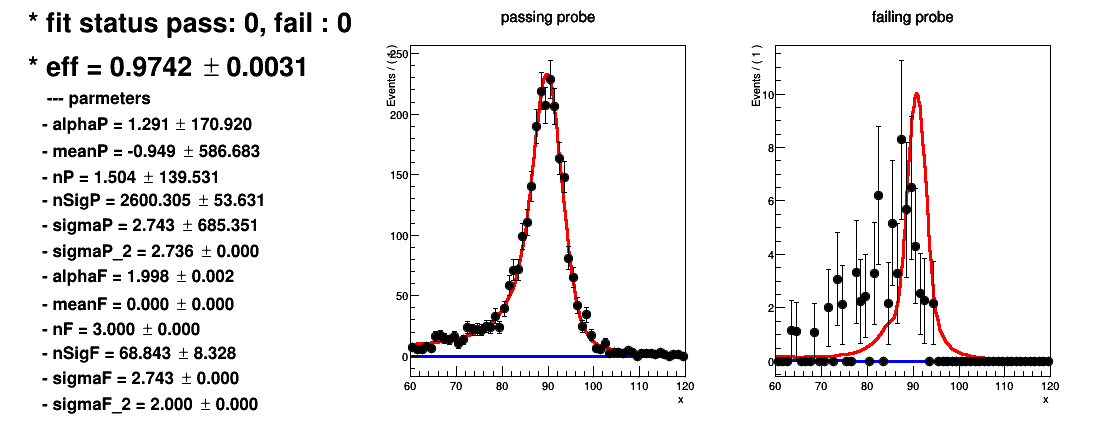 * fit status pass: 0, fail : 0
* eff = 0.9742 ± 0.0031
--- parmeters
- alphaP = 1.291 ± 170.920
- meanP = -0.949 ± 586.683
- nP = 1.504 ± 139.531
- nSigP = 2600.305 ± 53.631
- sigmaP = 2.743 ± 685.351
- sigmaP_2 = 2.736 ± 0.000
- alphaF = 1.998 ± 0.002
- meanF = 0.000 ± 0.000
- nF = 3.000 ± 0.000
- nSigF = 68.843 ± 8.328
- sigmaF = 2.743 ± 0.000
- sigmaF_2 = 2.000 ± 0.000
passing probe
Events / ( 1 )
250
200
150
100
50
0
60 70 80 90 100 110 120
x
failing probe
Events / ( 1 )
10
8
6
4
2
0
60 70 80 90 100 110 120
x